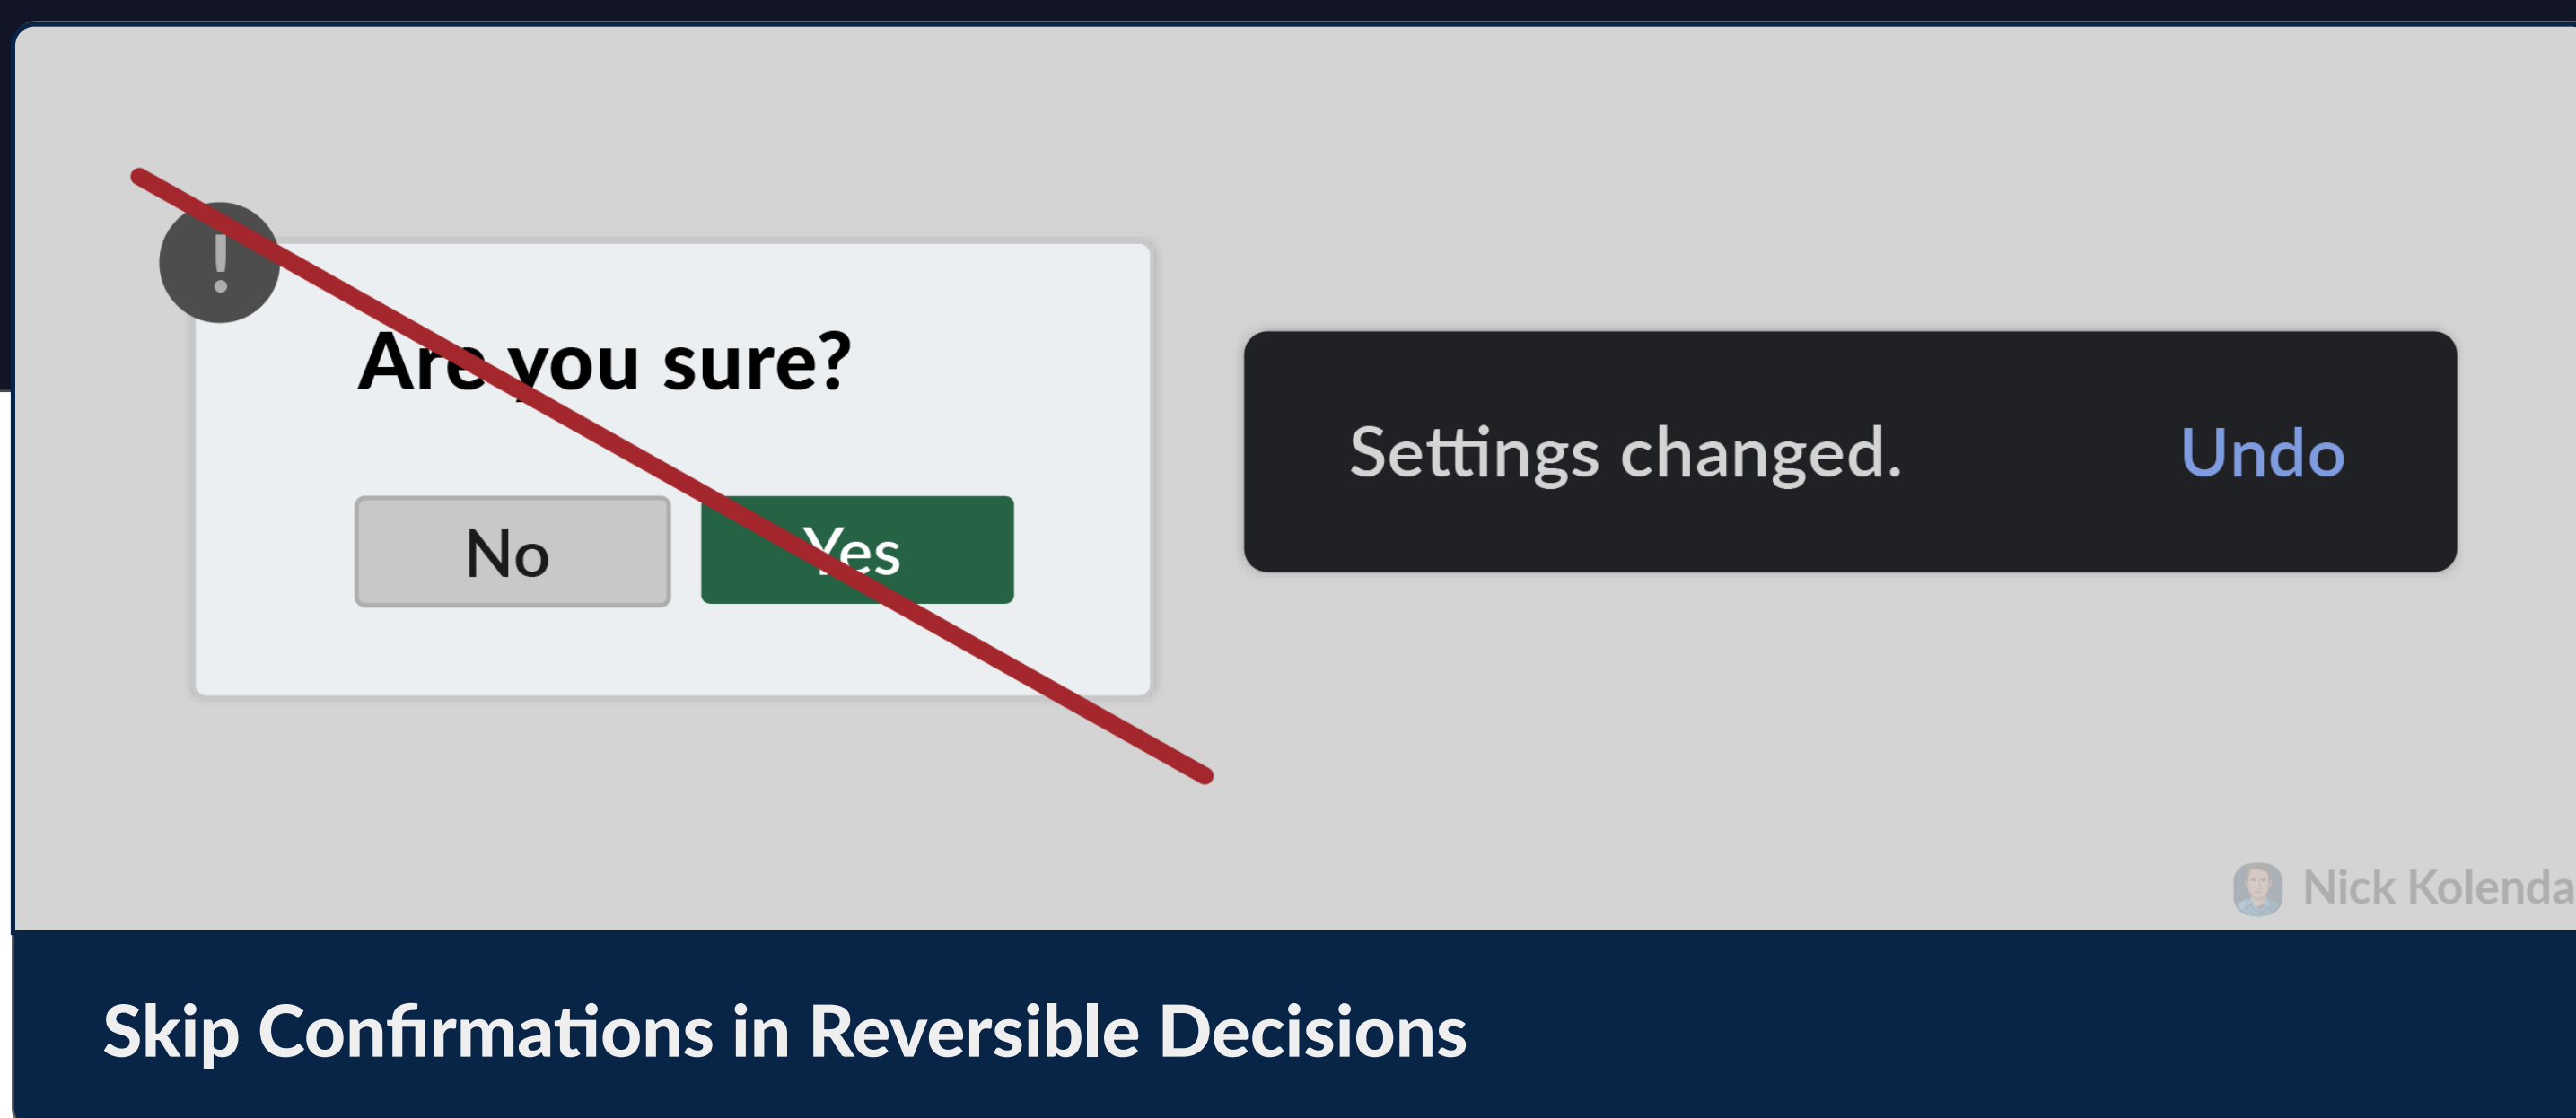 !
Are you sure?
No
Yes
Settings changed.
Undo
Nick Kolenda
Skip Confirmations in Reversible Decisions